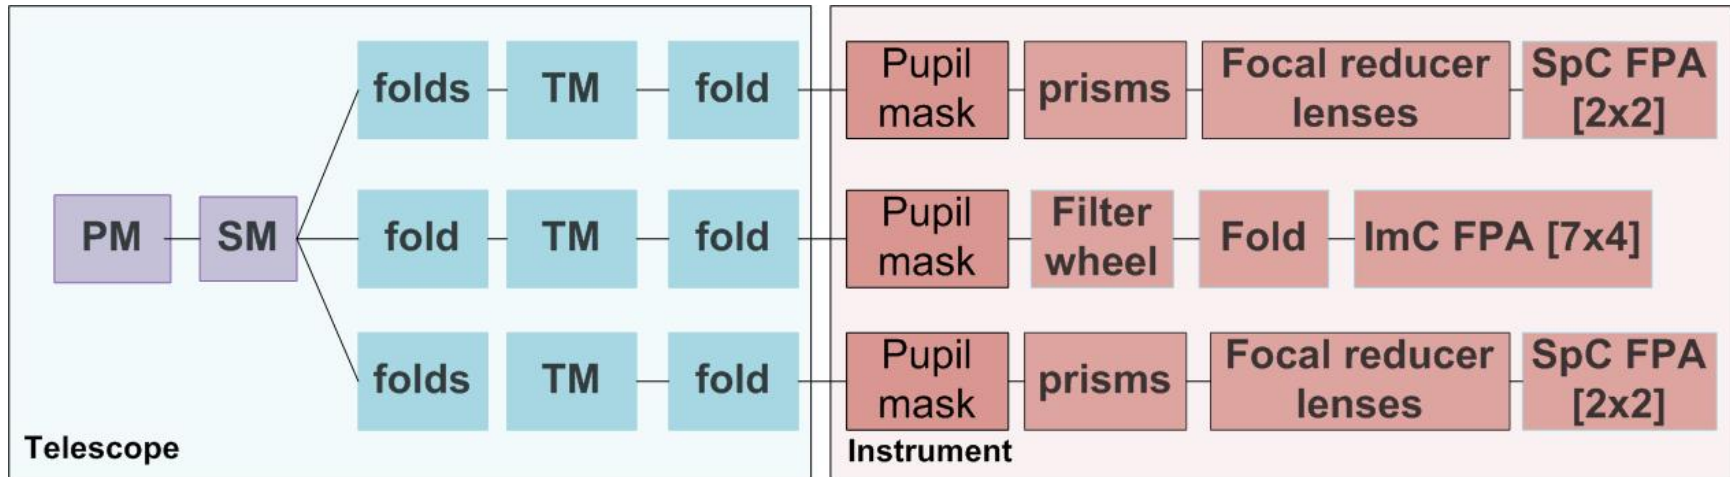 folds
TM
fold
Pupil
mask
prisms
Focal reducer
lenses
SpC FPA
[2x2]
PM
SM
fold
TM
fold
Pupil
mask
Filter
wheel
Fold
ImC FPA [7x4]
folds
TM
fold
Pupil
mask
prisms
Focal reducer
lenses
SpC FPA
[2x2]
Telescope
Instrument